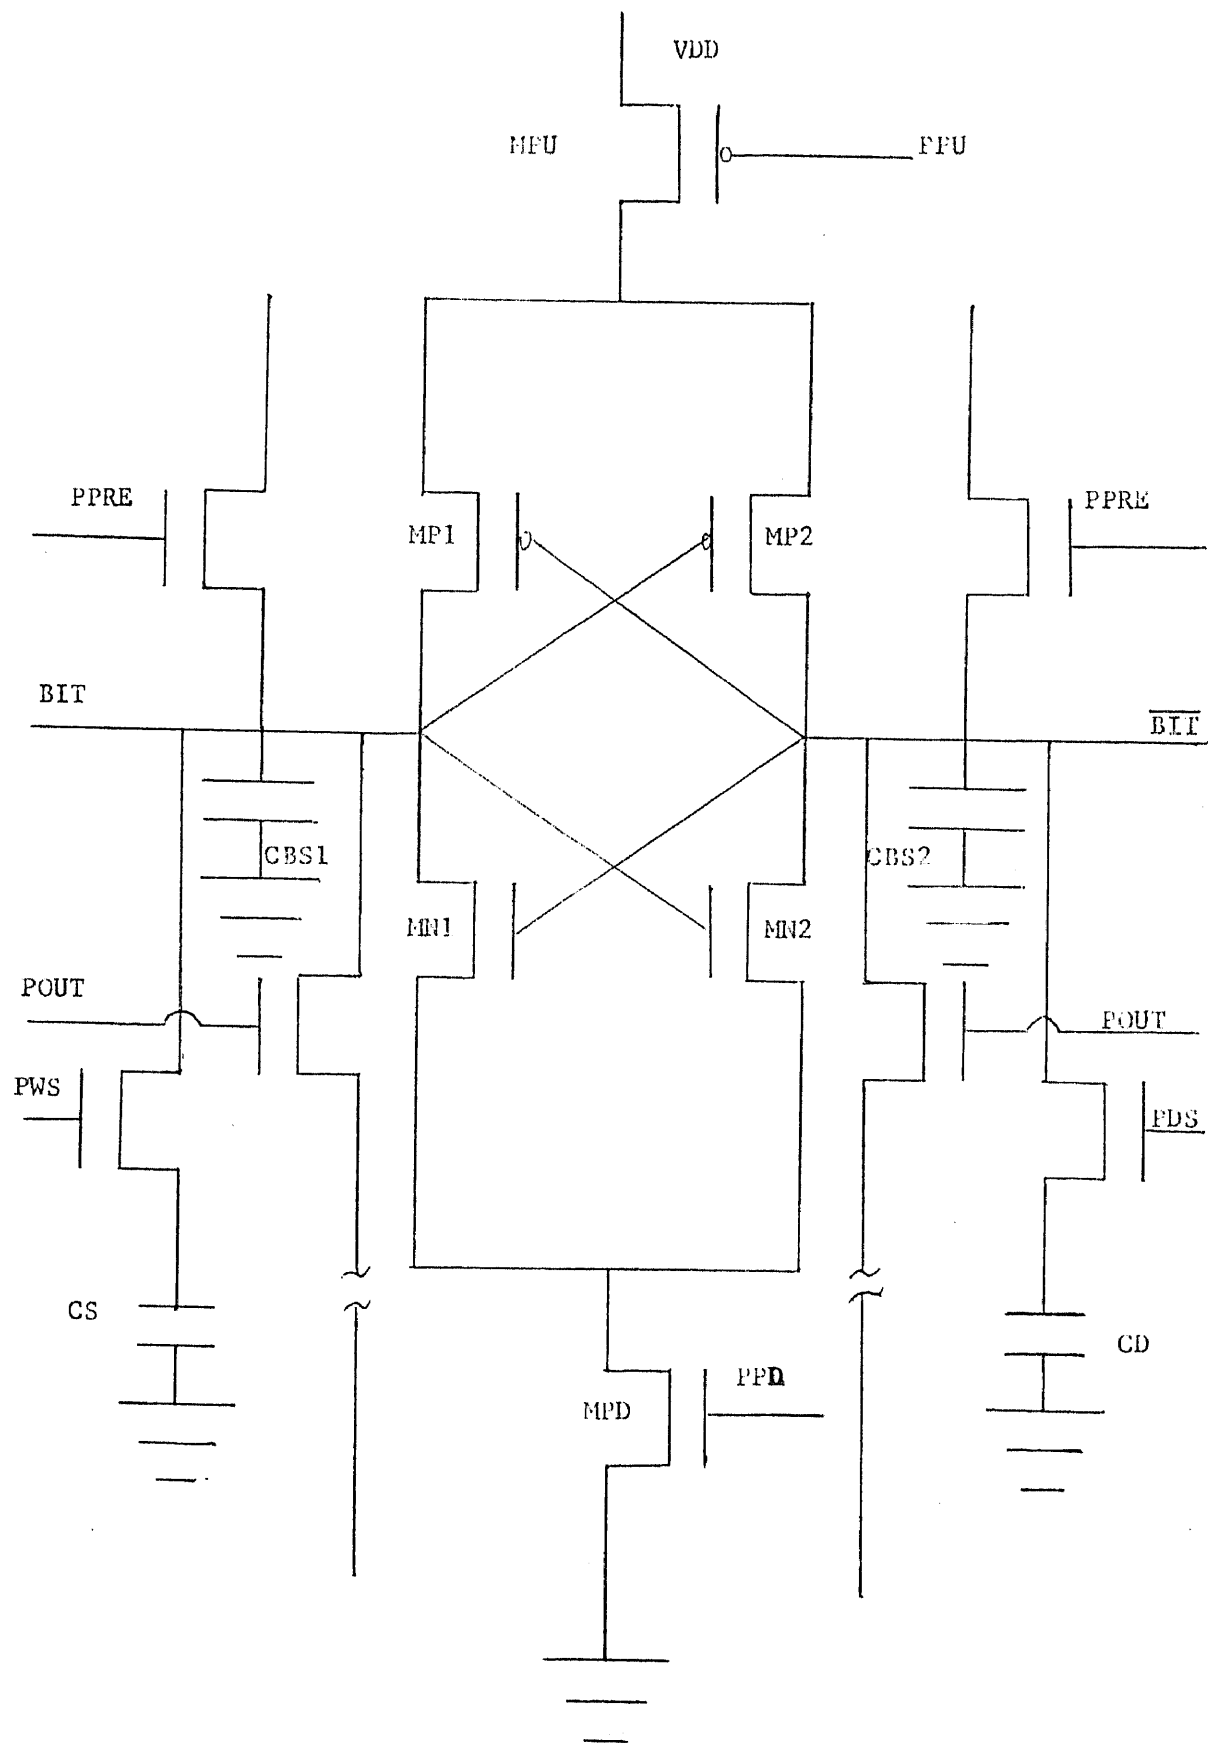 VDD
MPU
PPU
PPRE
MP1
MP2
PPRE
BIT
BIT
CBS1
CBS2
MN1
MN2
POUT
POUT
PWS
PDS
CS
CD
PPD
MPD